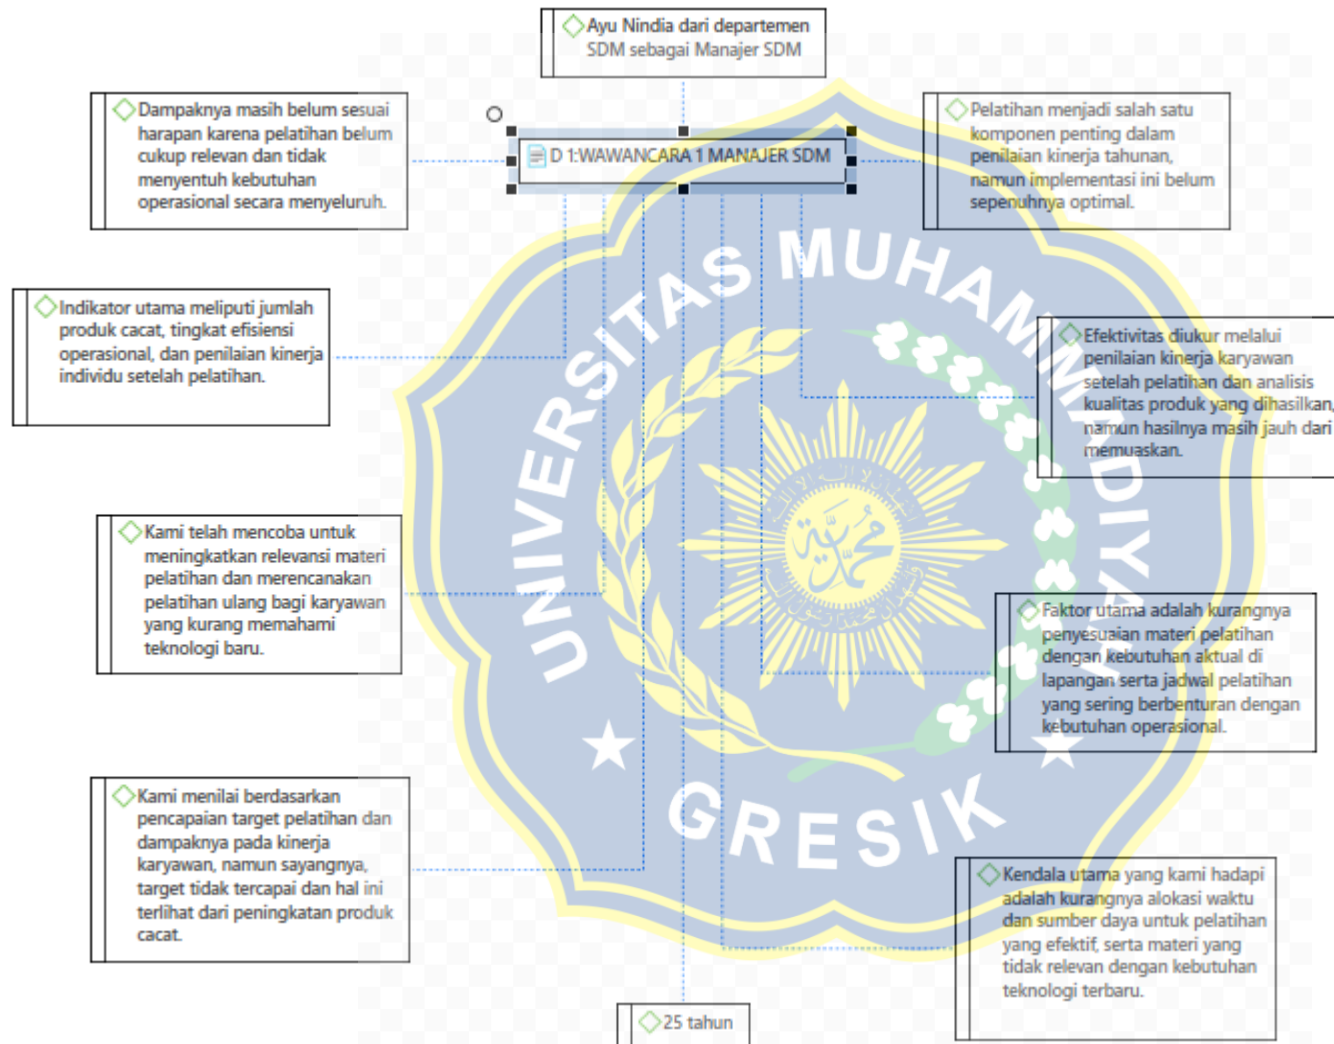 Ayu Nindia dari departemen
SDM sebagai Manajer SDM
D 1:WAWANCARA 1 MANAJER SDM
Dampaknya masih belum sesuai
harapan karena pelatihan belum
cukup relevan dan tidak
menyentuh kebutuhan
operasional secara menyeluruh.
Pelatihan menjadi salah satu
komponen penting dalam
penilaian kinerja tahunan,
namun implementasi ini belum
sepenuhnya optimal.
Indikator utama meliputi jumlah
produk cacat, tingkat efisiensi
operasional, dan penilaian kinerja
individu setelah pelatihan.
Efektivitas diukur melalui
penilaian kinerja karyawan
setelah pelatihan dan analisis
kualitas produk yang dihasilkan,
namun hasilnya masih jauh dari
memuaskan.
Kami telah mencoba untuk
meningkatkan relevansi materi
pelatihan dan merencanakan
pelatihan ulang bagi karyawan
yang kurang memahami
teknologi baru.
Faktor utama adalah kurangnya
penyesuaian materi pelatihan
dengan kebutuhan aktual di
lapangan serta jadwal pelatihan
yang sering berbenturan dengan
kebutuhan operasional.
Kami menilai berdasarkan
pencapaian target pelatihan dan
dampaknya pada kinerja
karyawan, namun sayangnya,
target tidak tercapai dan hal ini
terlihat dari peningkatan produk
cacat.
Kendala utama yang kami hadapi
adalah kurangnya alokasi waktu
dan sumber daya untuk pelatihan
yang efektif, serta materi yang
tidak relevan dengan kebutuhan
teknologi terbaru.
25 tahun
UNIVERSITAS MUHAMMADIYAH
GRESIK